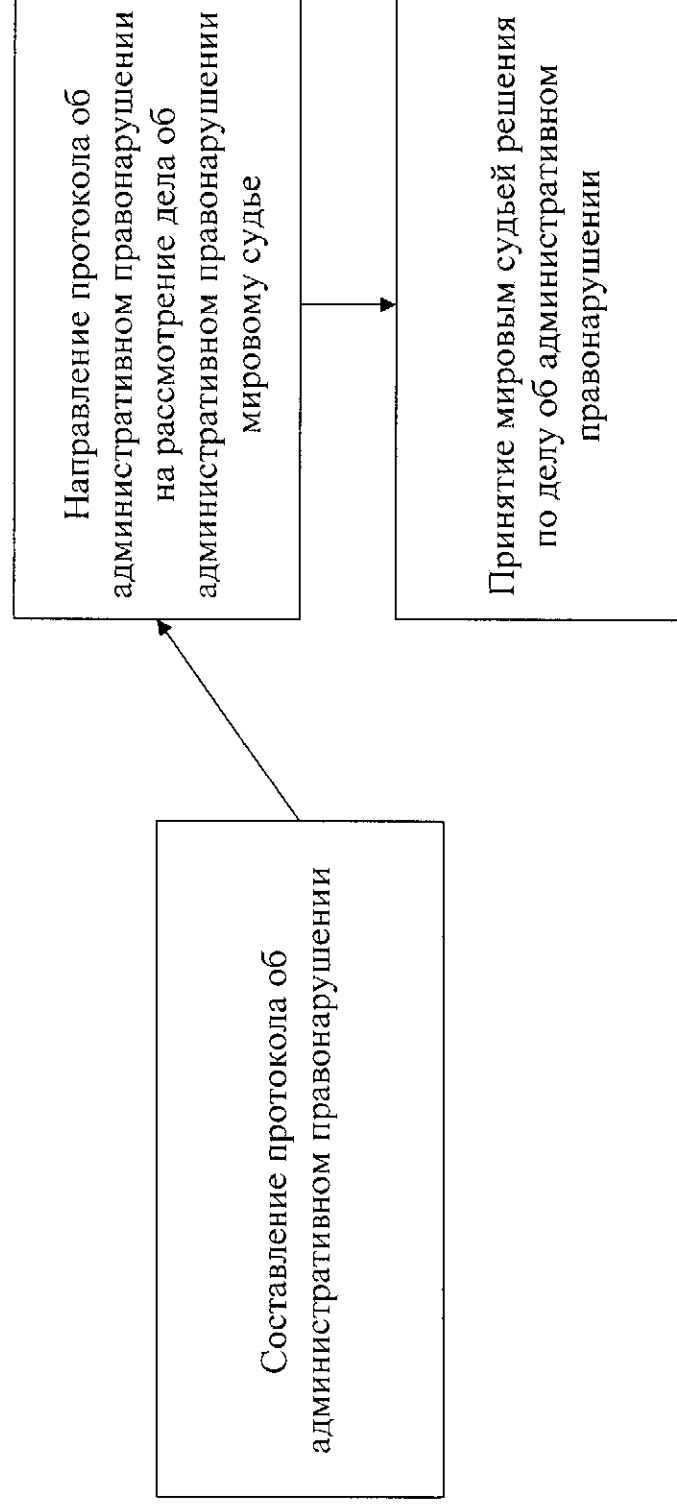 Составление протокола об
административном правонарушении
Направление протокола об
административном правонарушении
на рассмотрение дела об
административном правонарушении
мировому судье
Принятие мировым судьей решения
по делу об административном
правонарушении